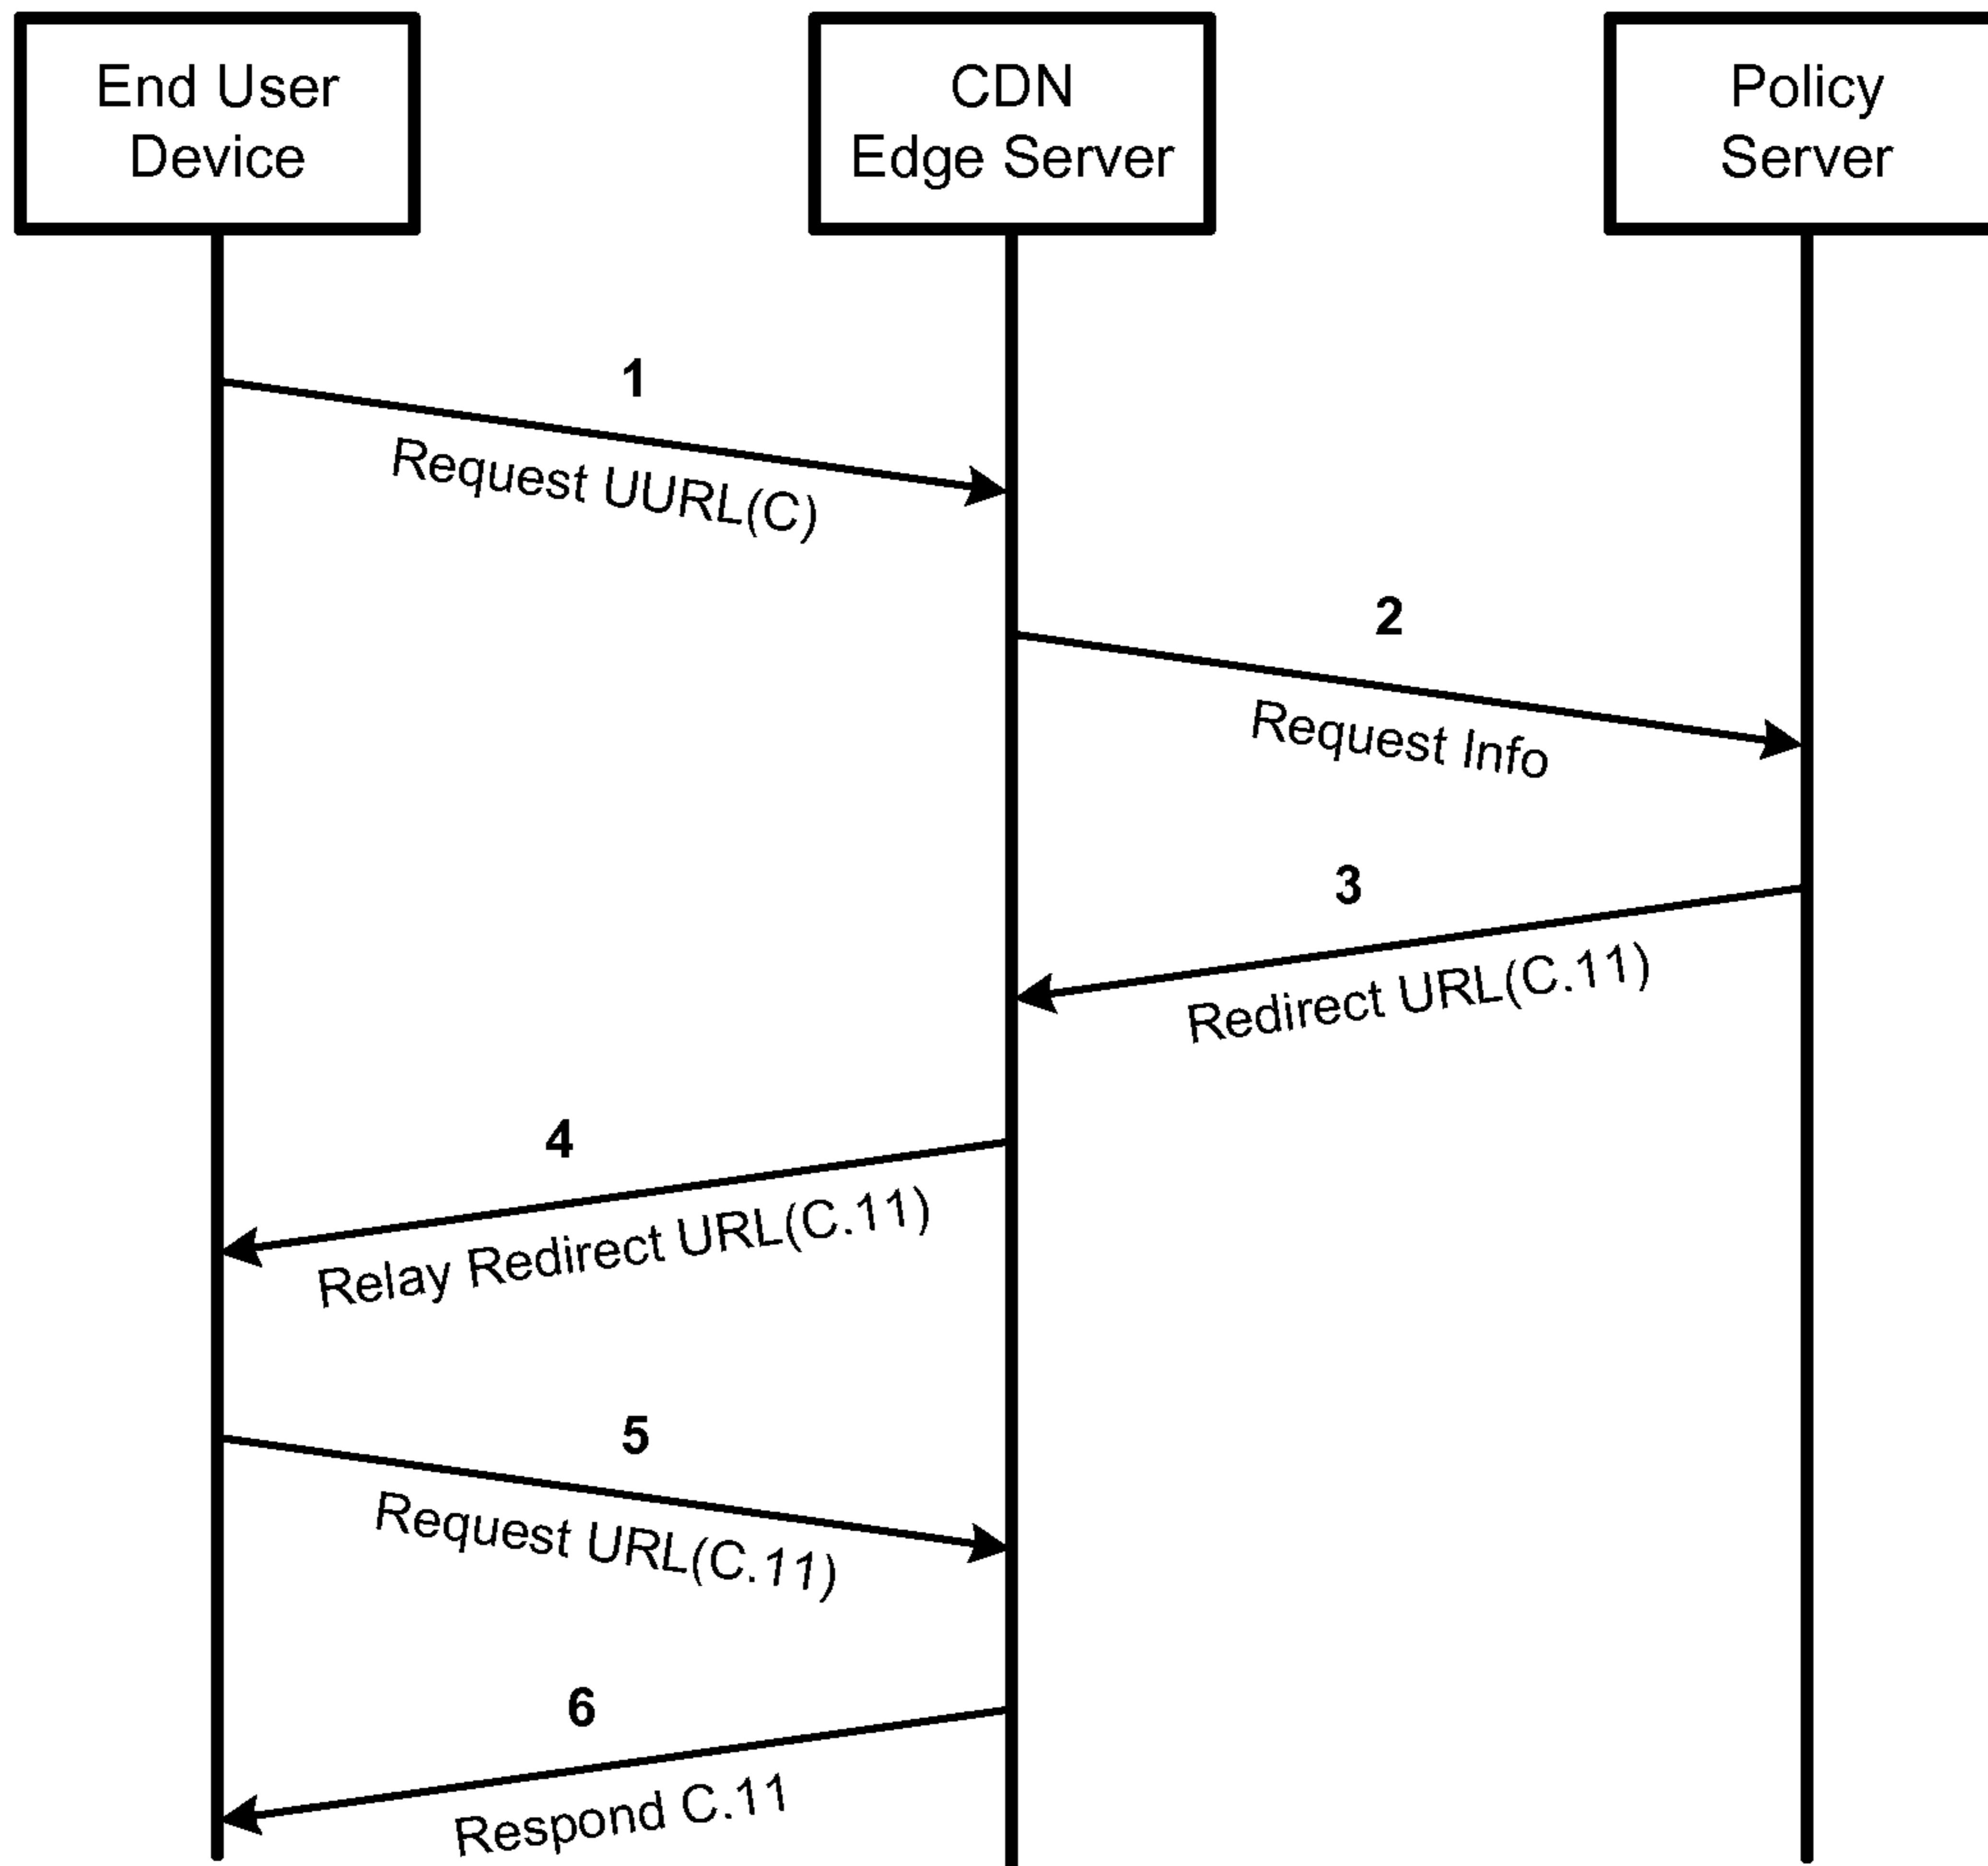 End User
Device
CDN
Edge Server
Policy
Server
1
Request UURL(C)
2
Request Info
3
Redirect URL(C.11)
4
Relay Redirect URL(C.11)
5
Request URL(C.11)
6
Respond C.11